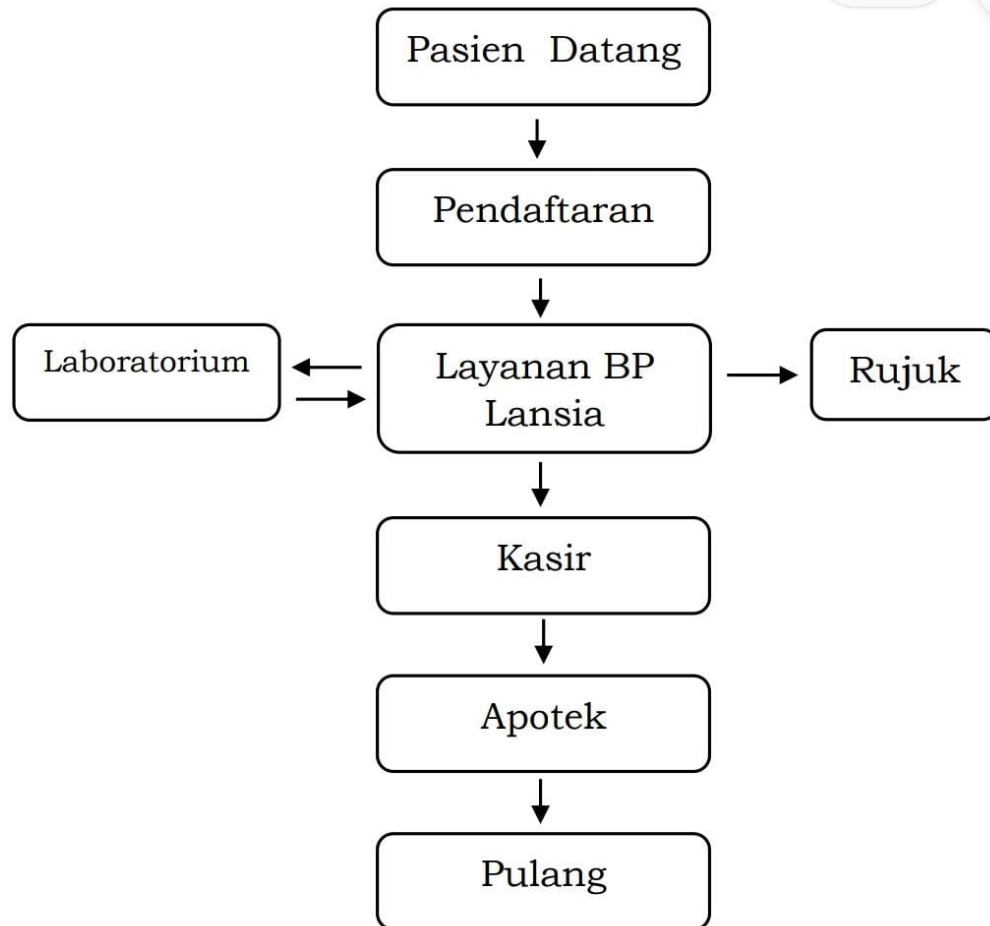 Pasien Datang
Pendaftaran
Laboratorium
Layanan BP
Lansia
Rujuk
Kasir
Apotek
Pulang